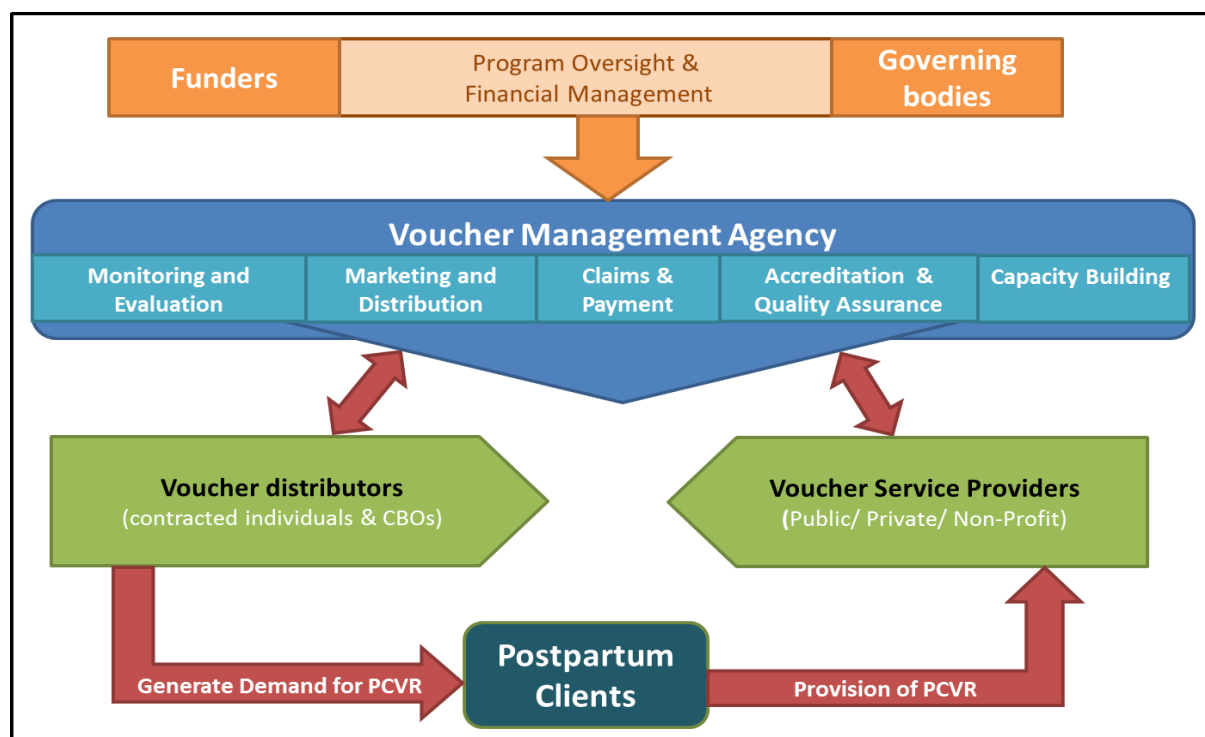 Funders
Program Oversight &
Financial Management
Governing
bodies
Voucher Management Agency
Monitoring and
Evaluation
Marketing and
Distribution
Claims &
Payment
Accreditation &
Quality Assurance
Capacity Building
Voucher distributors
(contracted individuals & CBOs)
Voucher Service Providers
(Public/ Private/ Non-Profit)
Generate Demand for PCVR
Postpartum
Clients
Provision of PCVR